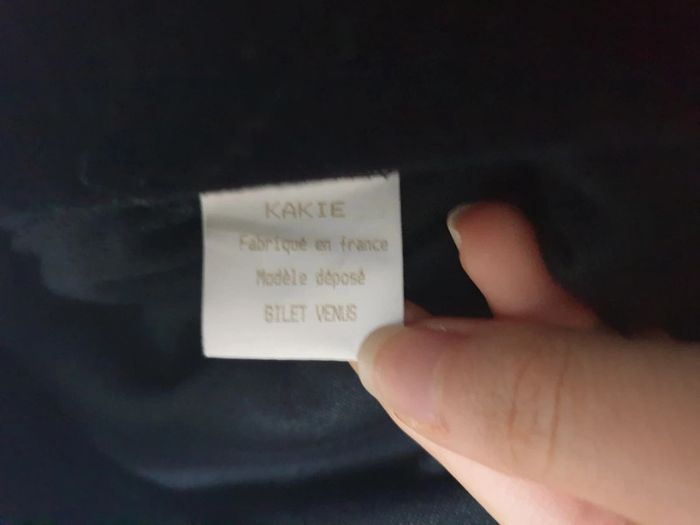 KAKIE
Fabriqué en france
Modèle déposé
GILET VENUS